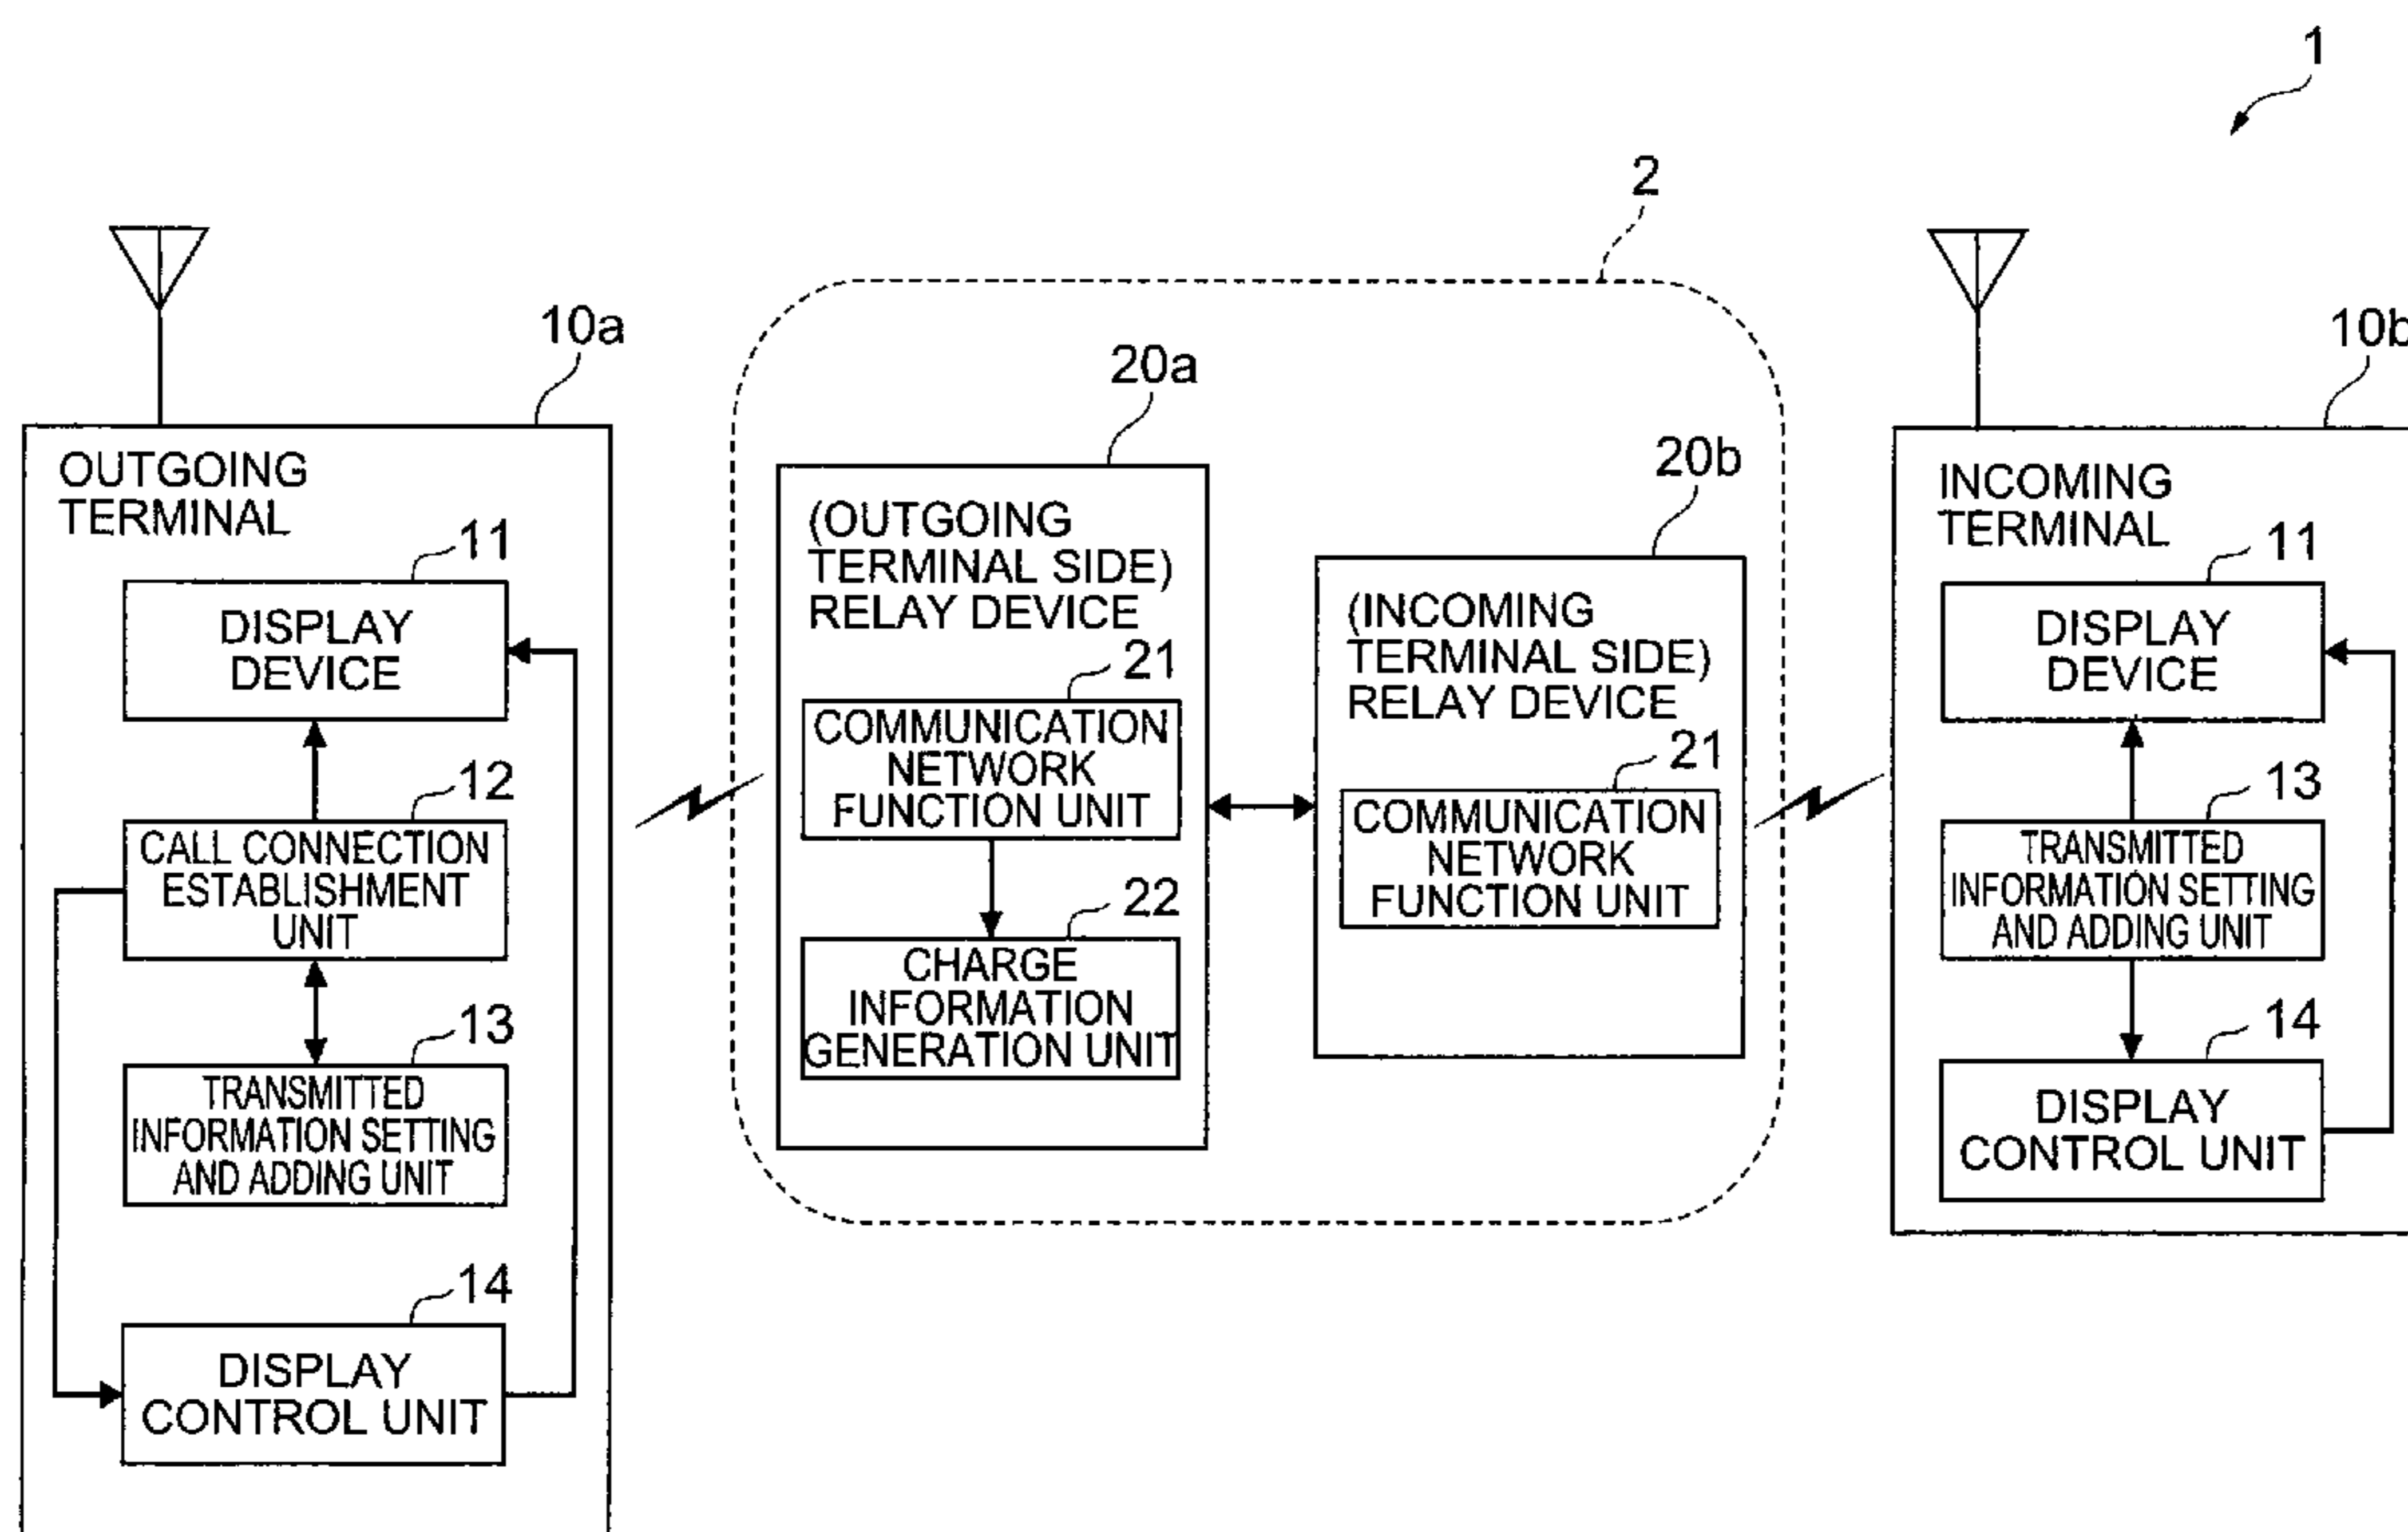 1
2
10a
OUTGOING
TERMINAL
11
DISPLAY
DEVICE
12
CALL CONNECTION
ESTABLISHMENT
UNIT
13
TRANSMITTED
INFORMATION SETTING
AND ADDING UNIT
14
DISPLAY
CONTROL UNIT
20a
(OUTGOING
TERMINAL SIDE)
RELAY DEVICE
21
COMMUNICATION
NETWORK
FUNCTION UNIT
22
CHARGE
INFORMATION
GENERATION UNIT
20b
(INCOMING
TERMINAL SIDE)
RELAY DEVICE
21
COMMUNICATION
NETWORK
FUNCTION UNIT
10b
INCOMING
TERMINAL
11
DISPLAY
DEVICE
13
TRANSMITTED
INFORMATION SETTING
AND ADDING UNIT
14
DISPLAY
CONTROL UNIT